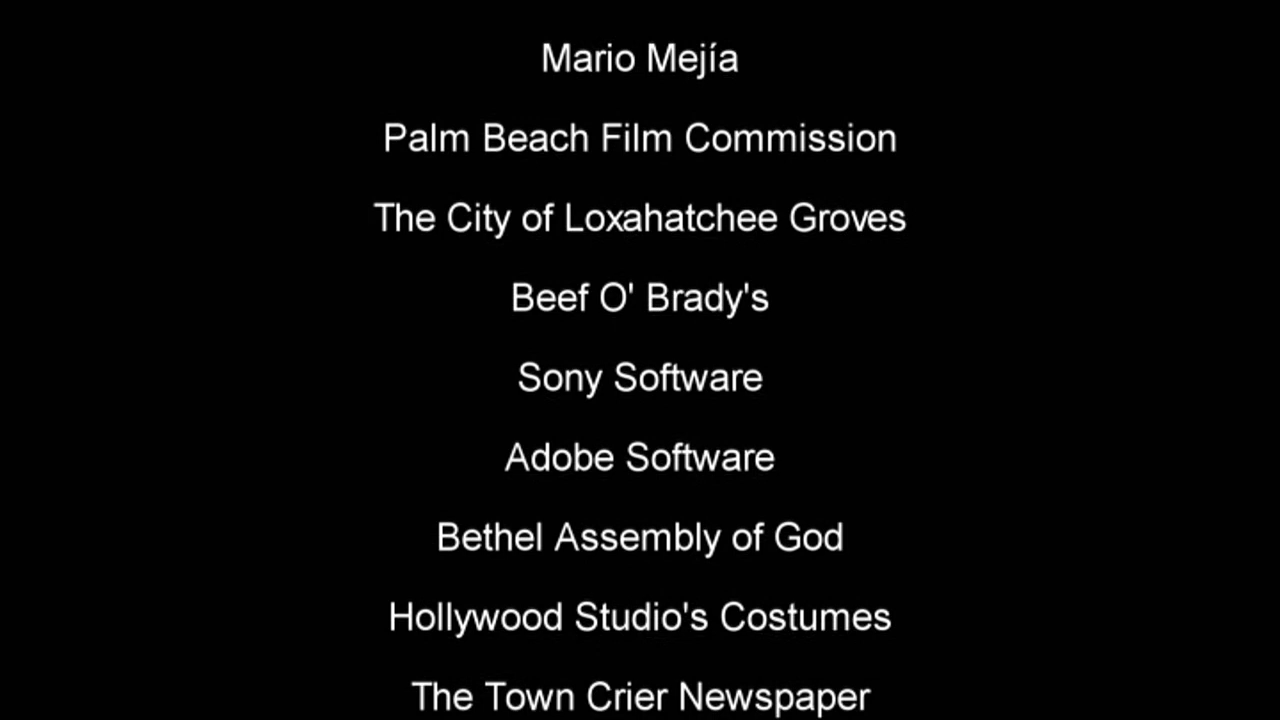 Mario Mejía
Palm Beach Film Commission
The City of Loxahatchee Groves
Beef O' Brady's
Sony Software
Adobe Software
Bethel Assembly of God
Hollywood Studio's Costumes
The Town Crier Newspaper